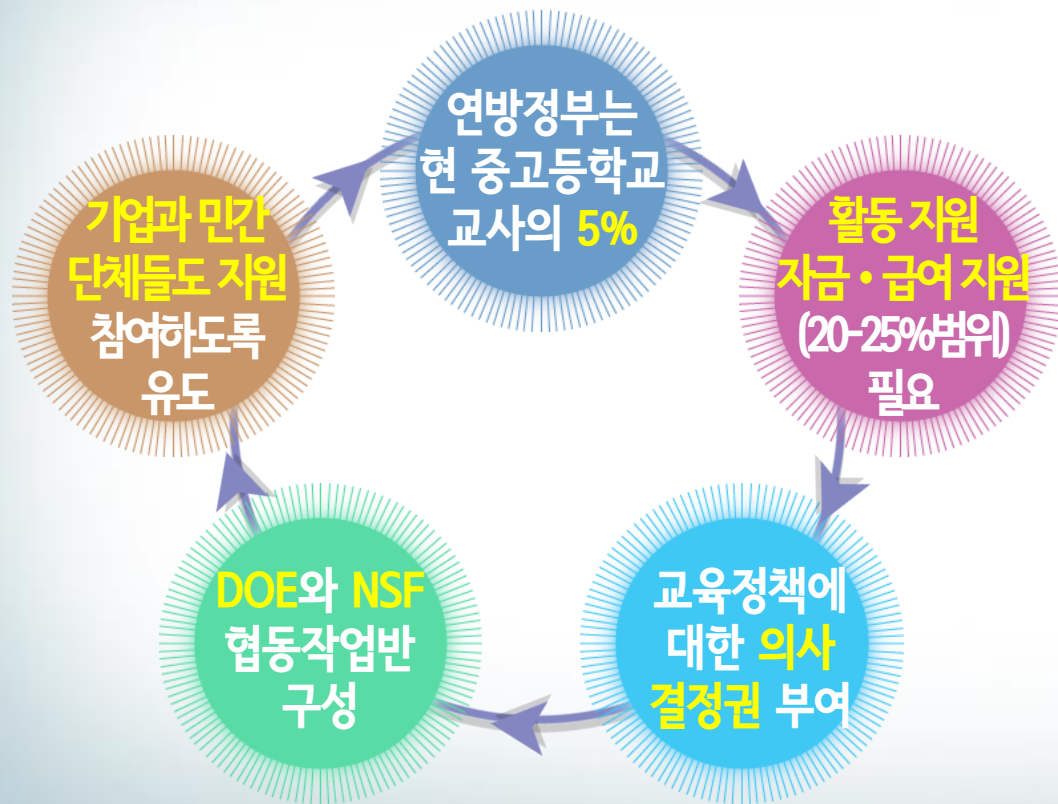 연방정부는
현 중고등학교
교사의 5%
활동 지원
자금・급여 지원
(20-25%범위)
필요
교육정책에
대한 의사
결정권 부여
DOE와 NSF
협동작업반
구성
기업과 민간
단체들도 지원
참여하도록
유도